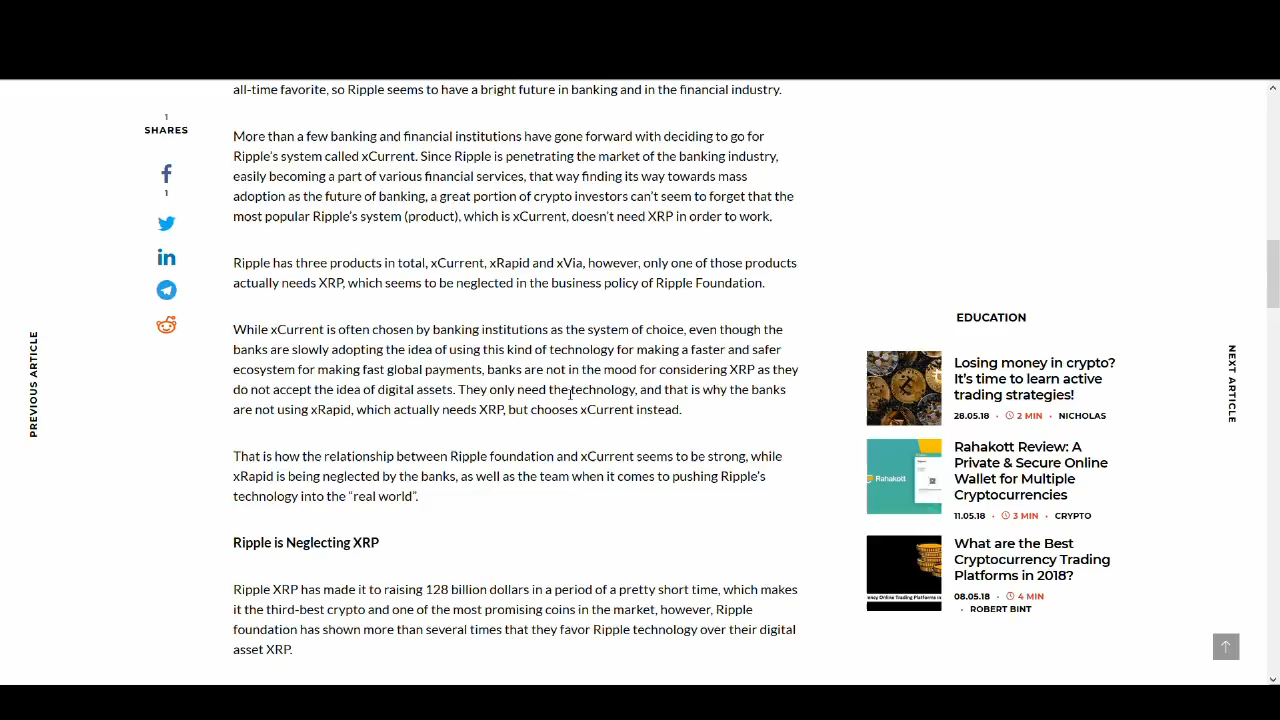 all-time favorite, so Ripple seems to have a bright future in banking and in the financial industry.
1
SHARES
1
More than a few banking and financial institutions have gone forward with deciding to go for
Ripple's system called xCurrent. Since Ripple is penetrating the market of the banking industry,
easily becoming a part of various financial services, that way finding its way towards mass
adoption as the future of banking, a great portion of crypto investors can't seem to forget that the
most popular Ripple's system (product), which is xCurrent, doesn't need XRP in order to work.
Ripple has three products in total, xCurrent, xRapid and xVia, however, only one of those products
actually needs XRP, which seems to be neglected in the business policy of Ripple Foundation.
While xCurrent is often chosen by banking institutions as the system of choice, even though the
banks are slowly adopting the idea of using this kind of technology for making a faster and safer
ecosystem for making fast global payments, banks are not in the mood for considering XRP as they
do not accept the idea of digital assets. They only need the technology, and that is why the banks
are not using xRapid, which actually needs XRP, but chooses xCurrent instead.
That is how the relationship between Ripple foundation and xCurrent seems to be strong, while
xRapid is being neglected by the banks, as well as the team when it comes to pushing Ripple's
technology into the "real world".
Ripple is Neglecting XRP
Ripple XRP has made it to raising 128 billion dollars in a period of a pretty short time, which makes
it the third-best crypto and one of the most promising coins in the market, however, Ripple
foundation has shown more than several times that they favor Ripple technology over their digital
asset XRP.
PREVIOUS ARTICLE
EDUCATION
Losing money in crypto?
It's time to learn active
trading strategies!
28.05.18 • 2 MIN • NICHOLAS
Rahakott
Rahakott Review: A
Private & Secure Online
Wallet for Multiple
Cryptocurrencies
11.05.18 • 3 MIN • CRYPTO
What are the Best
Cryptocurrency Trading
Platforms in 2018?
08.05.18 • 4 MIN
• ROBERT BINT
NEXT ARTICLE